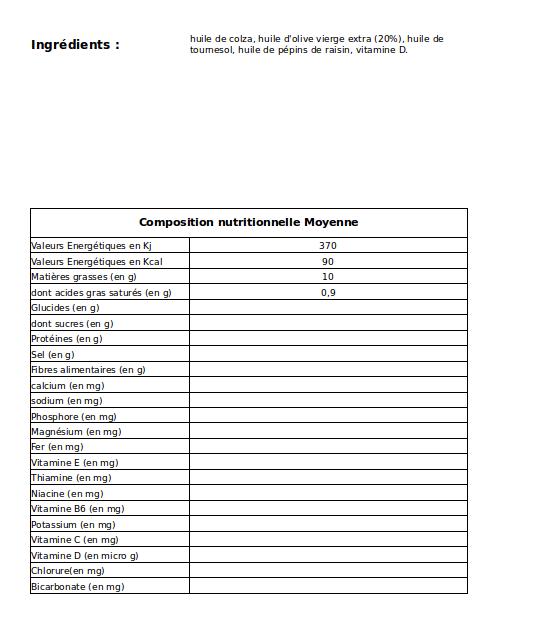 Ingrédients :
huile de colza, huile d'olive vierge extra (20%), huile de
tournesol, huile de pépins de raisin, vitamine D.
Composition nutritionnelle Moyenne
Valeurs Energétiques en Kj 370
Valeurs Energétiques en Kcal 90
Matières grasses (en g) 10
dont acides gras saturés (en g) 0,9
Glucides (en g)
dont sucres (en g)
Protéines (en g)
Sel (en g)
Fibres alimentaires (en g)
calcium (en mg)
sodium (en mg)
Phosphore (en mg)
Magnésium (en mg)
Fer (en mg)
Vitamine E (en mg)
Thiamine (en mg)
Niacine (en mg)
Vitamine B6 (en mg)
Potassium (en mg)
Vitamine C (en mg)
Vitamine D (en micro g)
Chlorure(en mg)
Bicarbonate (en mg)